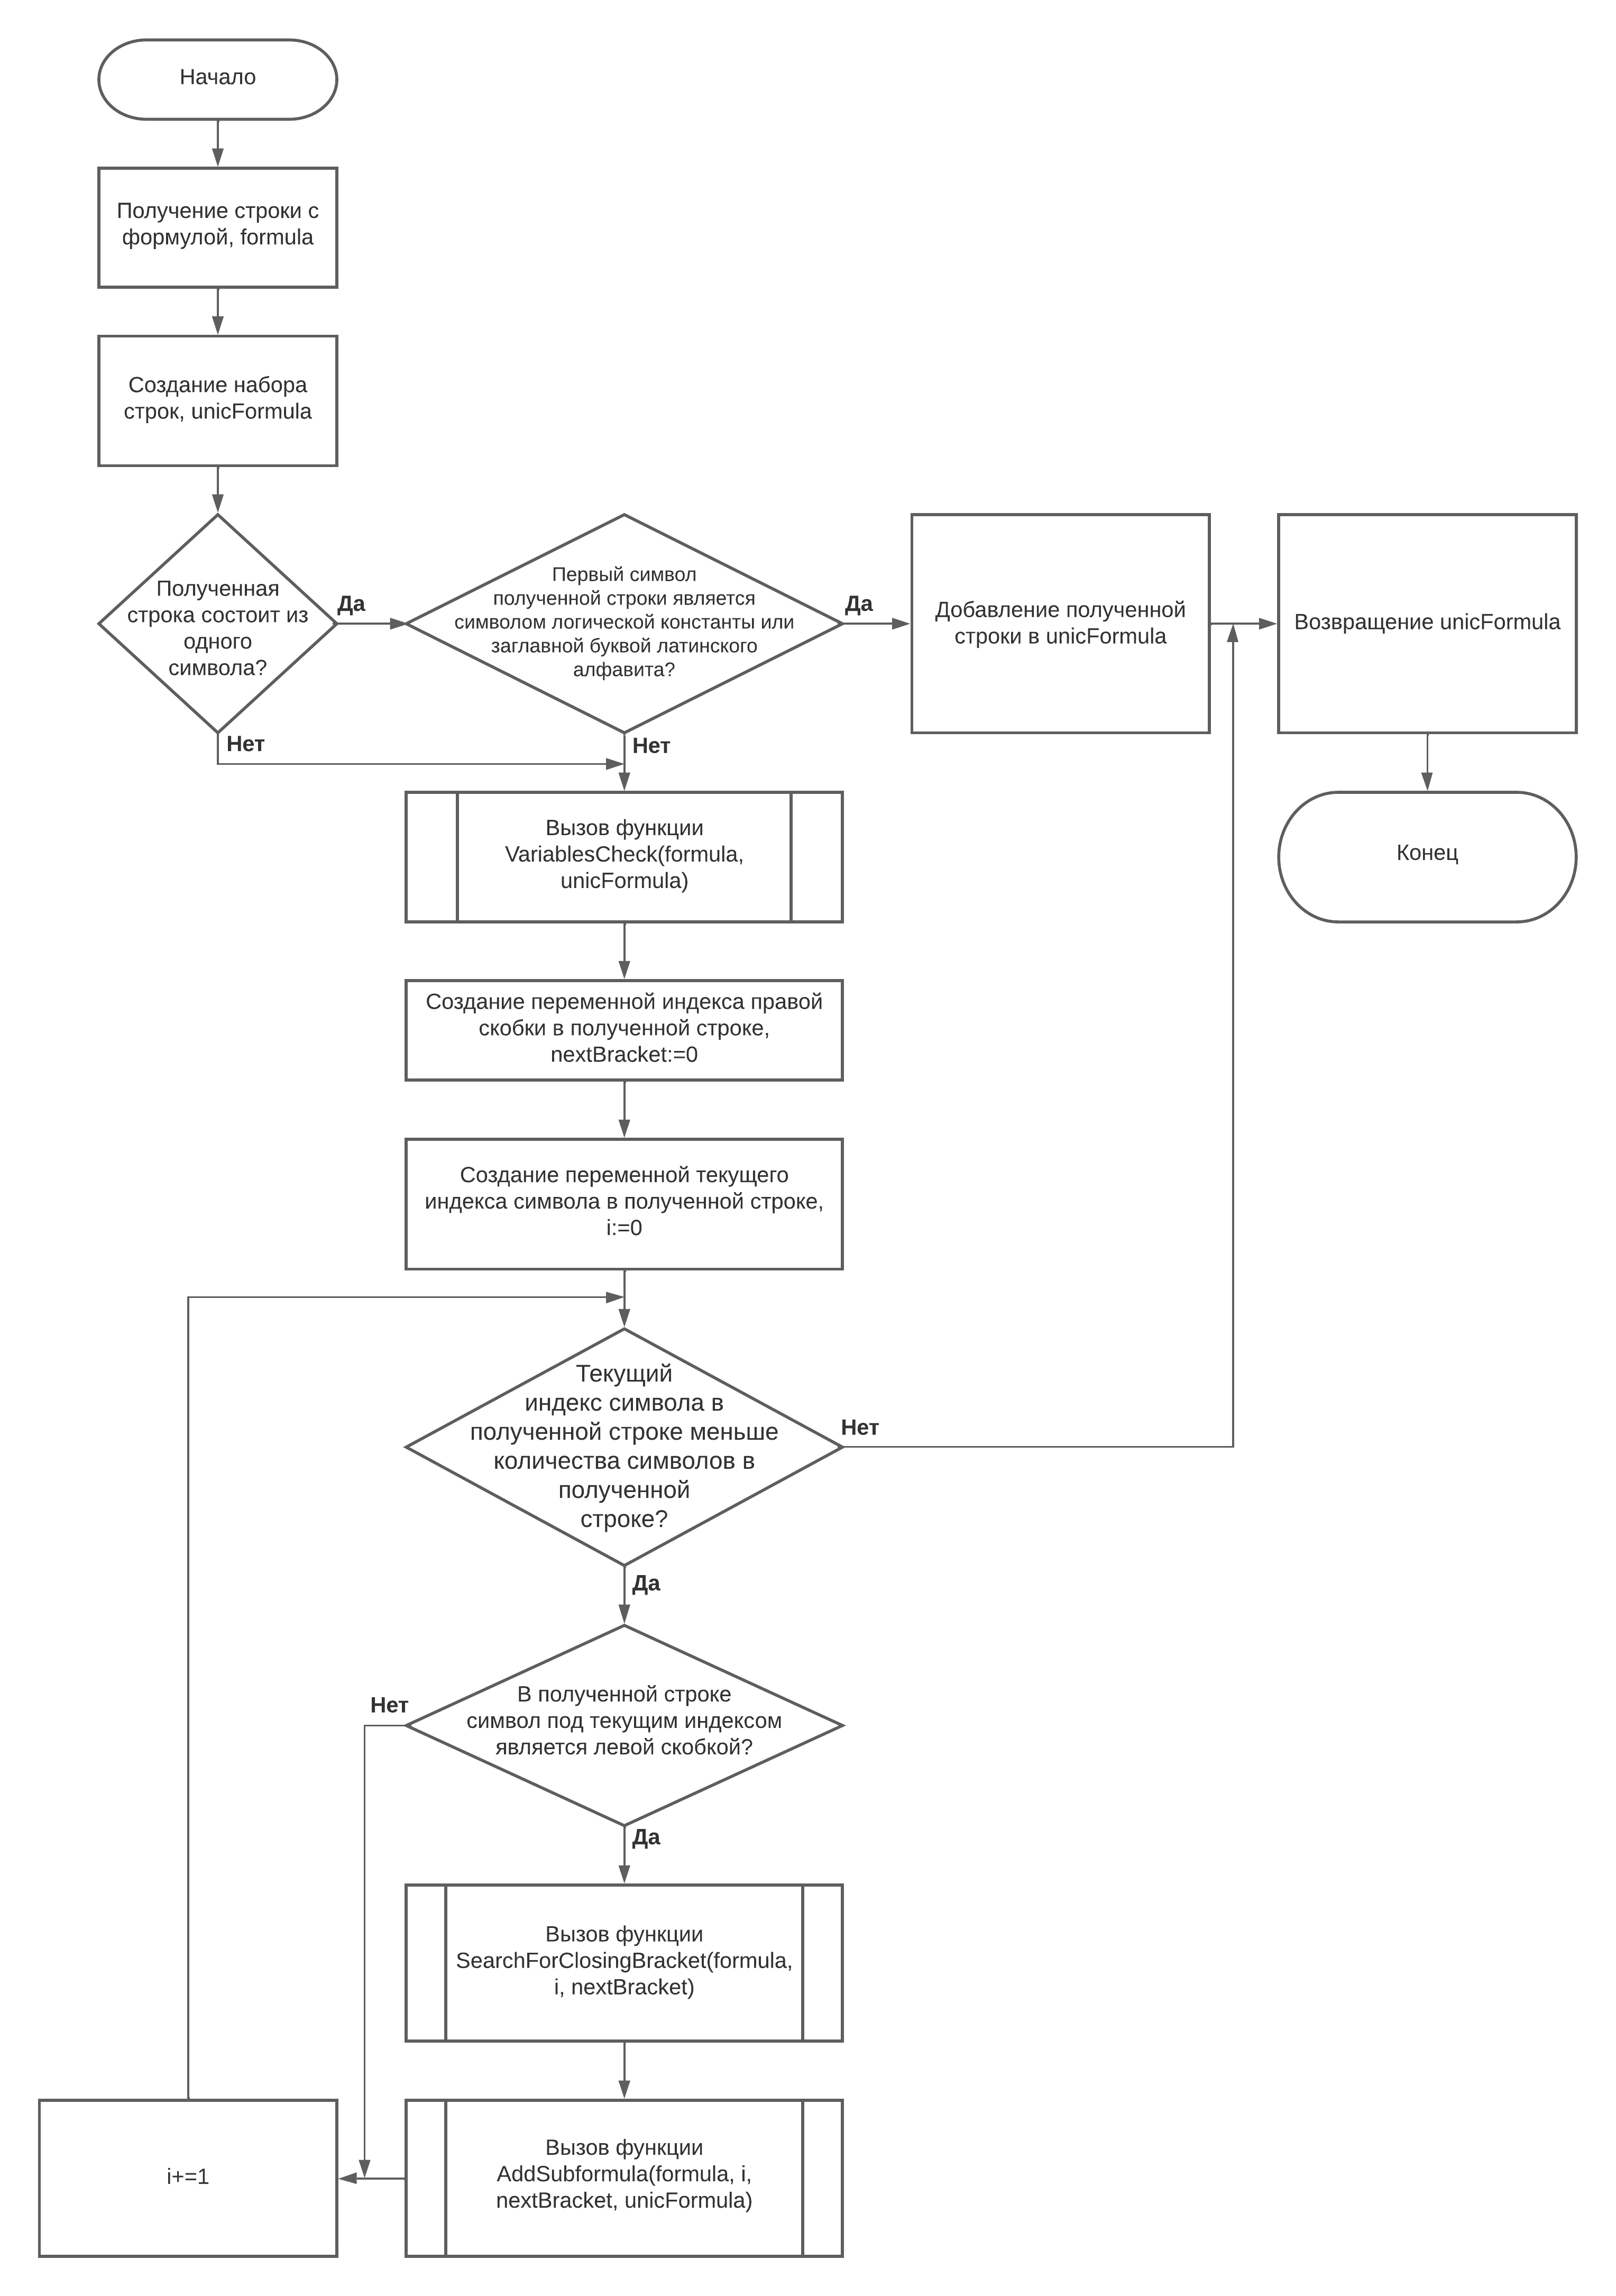 Начало
Получение строки с
формулой, formula
Создание набора
строк, unicFormula
Полученная
строка состоит из
одного
символа?
Да
Нет
Первый символ
полученной строки является
символом логической константы или
заглавной буквой латинского
алфавита?
Да
Нет
Добавление полученной
строки в unicFormula
Возвращение unicFormula
Конец
Вызов функции
VariablesCheck(formula,
unicFormula)
Создание переменной индекса правой
скобки в полученной строке,
nextBracket:=0
Создание переменной текущего
индекса символа в полученной строке,
i:=0
Текущий
индекс символа в
полученной строке меньше
количества символов в
полученной
строке?
Нет
Да
В полученной строке
символ под текущим индексом
является левой скобкой?
Нет
Да
Вызов функции
SearchForClosingBracket(formula,
i, nextBracket)
Вызов функции
AddSubformula(formula, i,
nextBracket, unicFormula)
i+=1